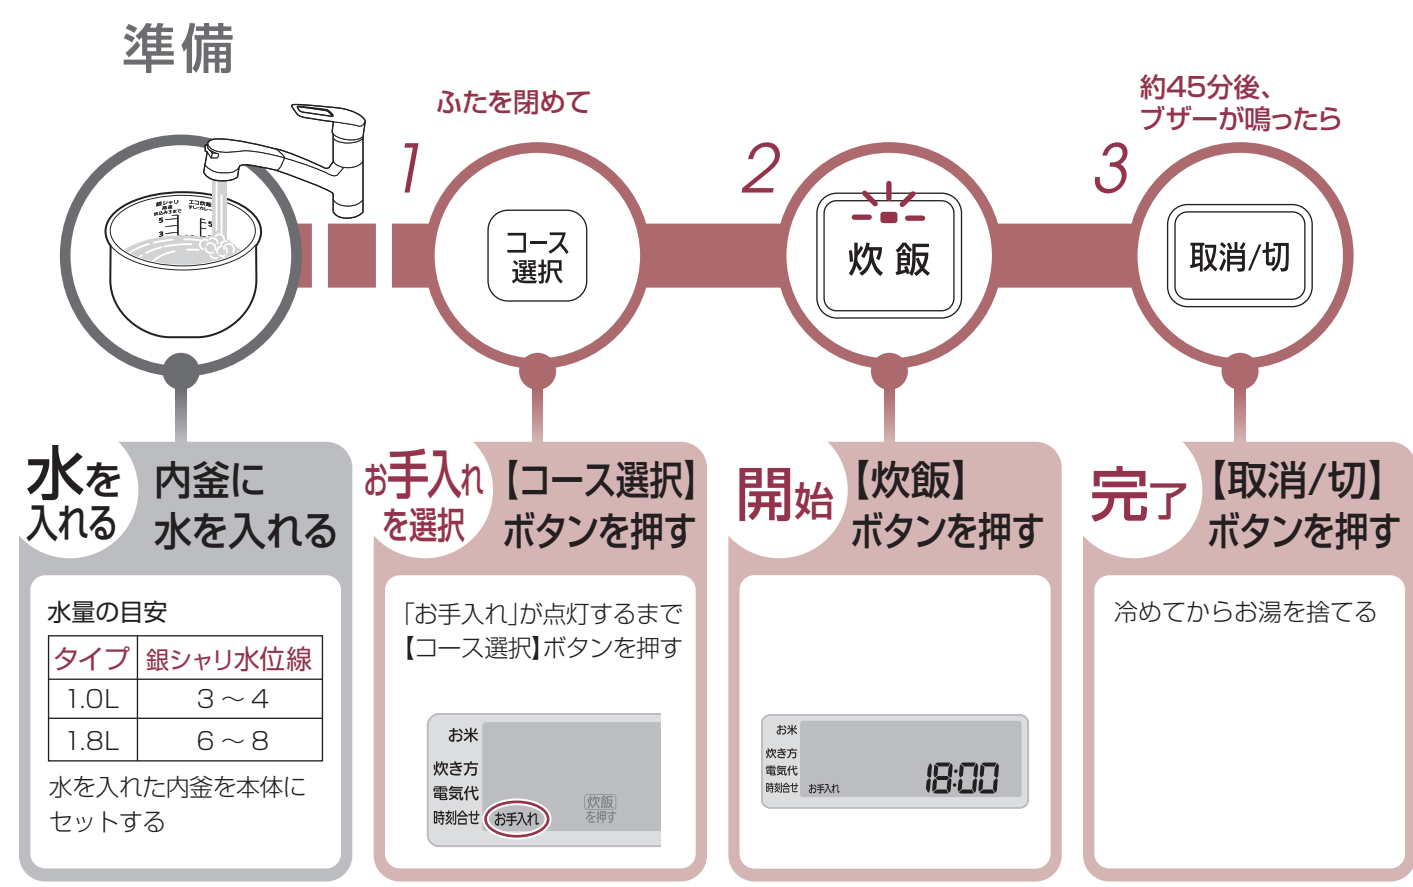 準備
銀シャリ
エコ炊飯
5
3
水を
入れる
内釜に
水を入れる
水量の目安
タイプ 銀シャリ水位線
1.0L 3～4
1.8L 6～8
水を入れた内釜を本体に
セットする
1
ふたを閉めて
コース
選択
お手入れ
を選択
【コース選択】
ボタンを押す
「お手入れ」が点灯するまで
【コース選択】ボタンを押す
お米
炊き方
電気代
時刻合せ お手入れ
炊飯
を押す
2
炊飯
開始
【炊飯】
ボタンを押す
お米
炊き方
電気代
時刻合せ お手入れ 18:00
3
約45分後、
ブザーが鳴ったら
取消/切
完了
【取消/切】
ボタンを押す
冷めてからお湯を捨てる